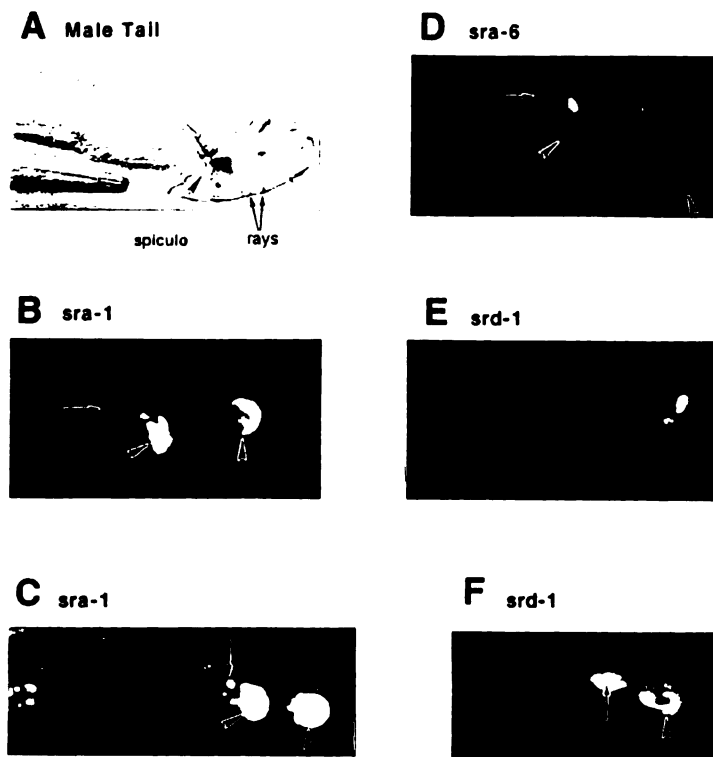 A Male Tail
spiculo
rays
B sra-1
C sra-1
D sra-6
E srd-1
F srd-1